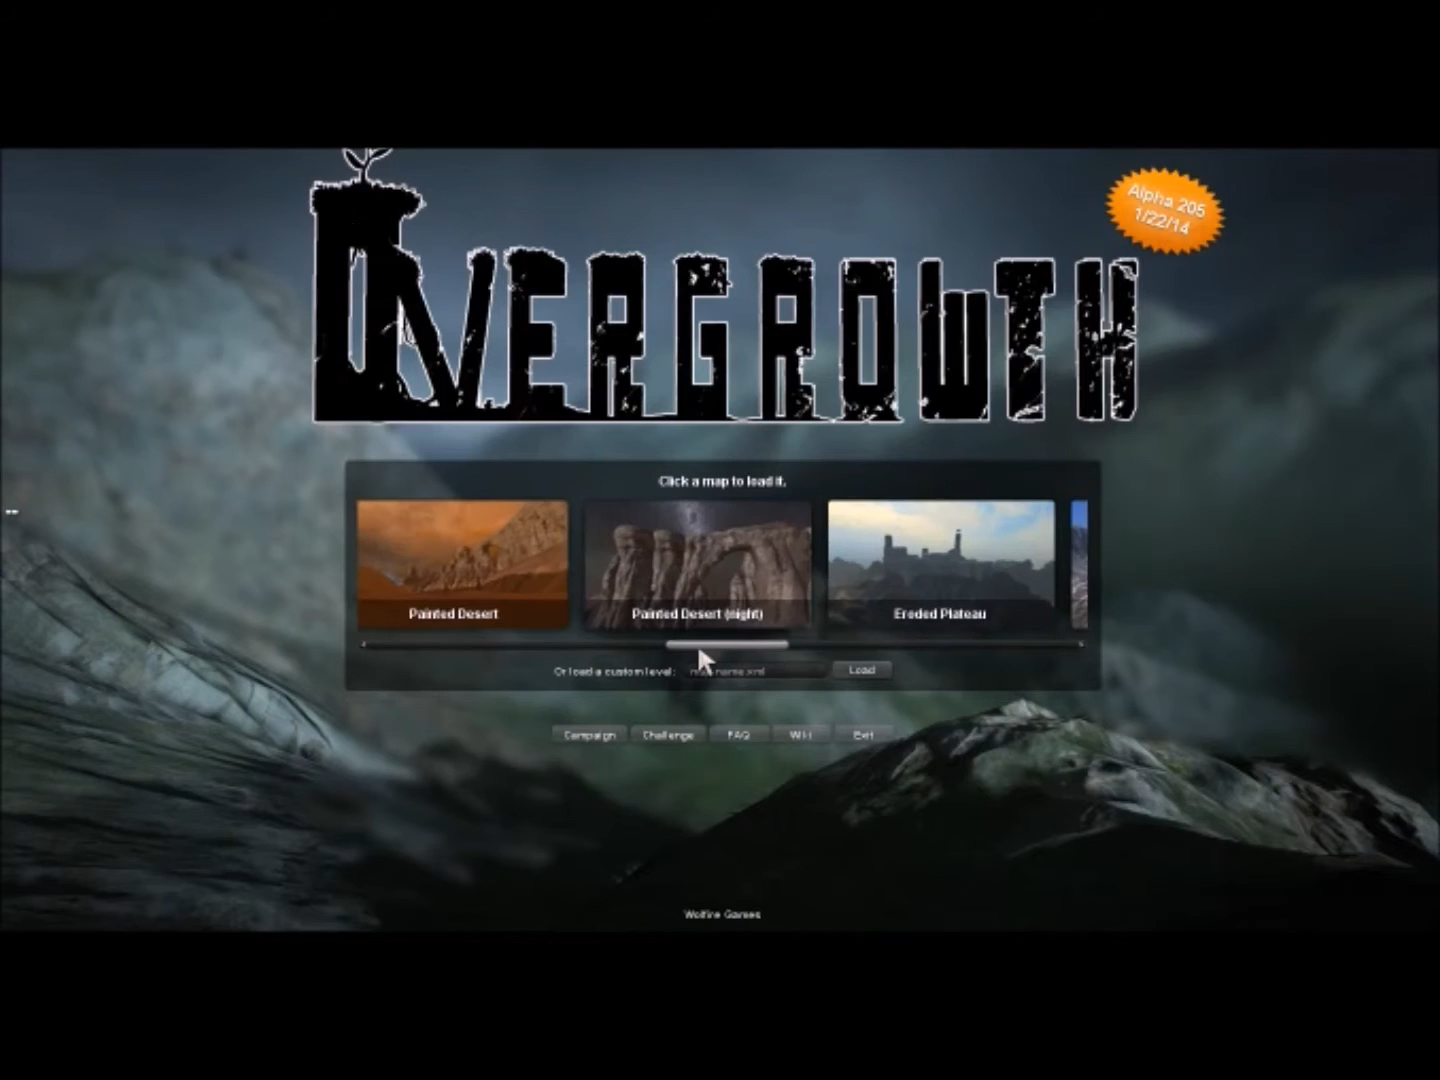 OVERGROWTH
Alpha 205
1/22/14
Click a map to load it.
Painted Desert
Painted Desert (night)
Eroded Plateau
Or load a custom level:
Load
Campaign
Challenge
FAQ
Wiki
Exit
Wolfire Games